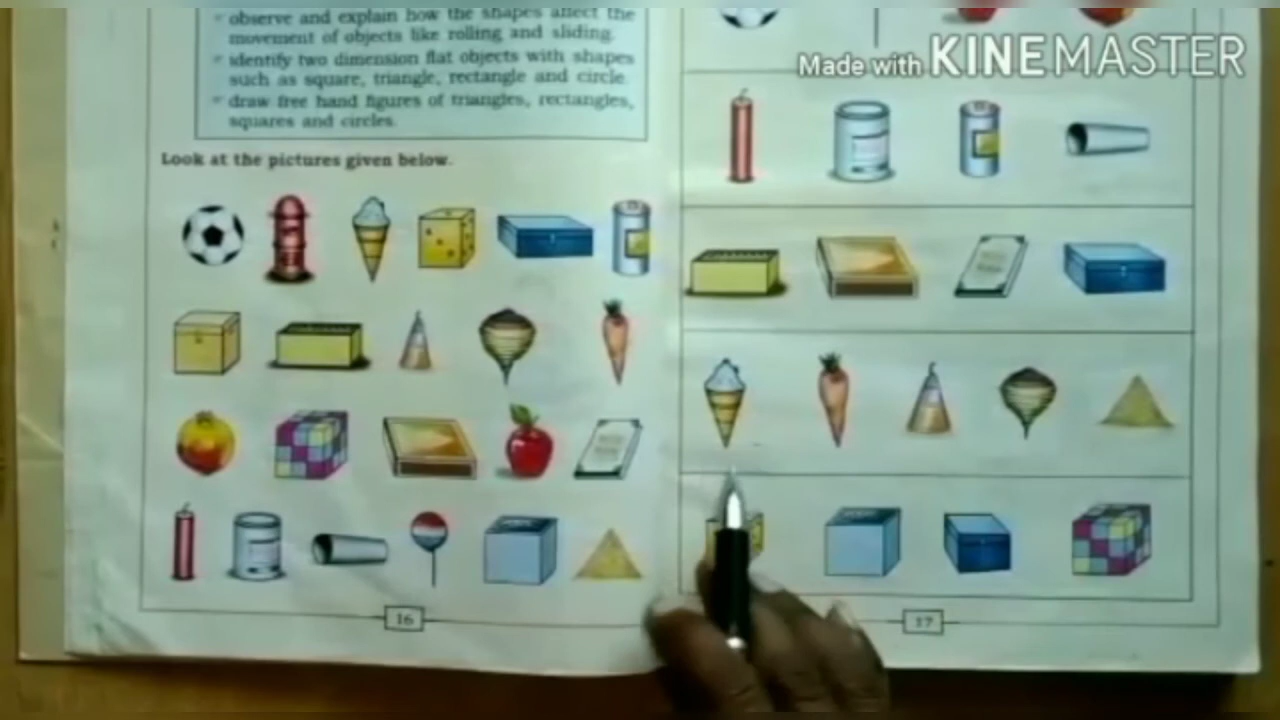 observe and explain how the shapes affect the
movement of objects like rolling and sliding.
identify two dimension flat objects with shapes
such as square, triangle, rectangle and circle.
draw free hand figures of triangles, rectangles,
squares and circles.
Look at the pictures given below.
16
Made with KINEMASTER
17